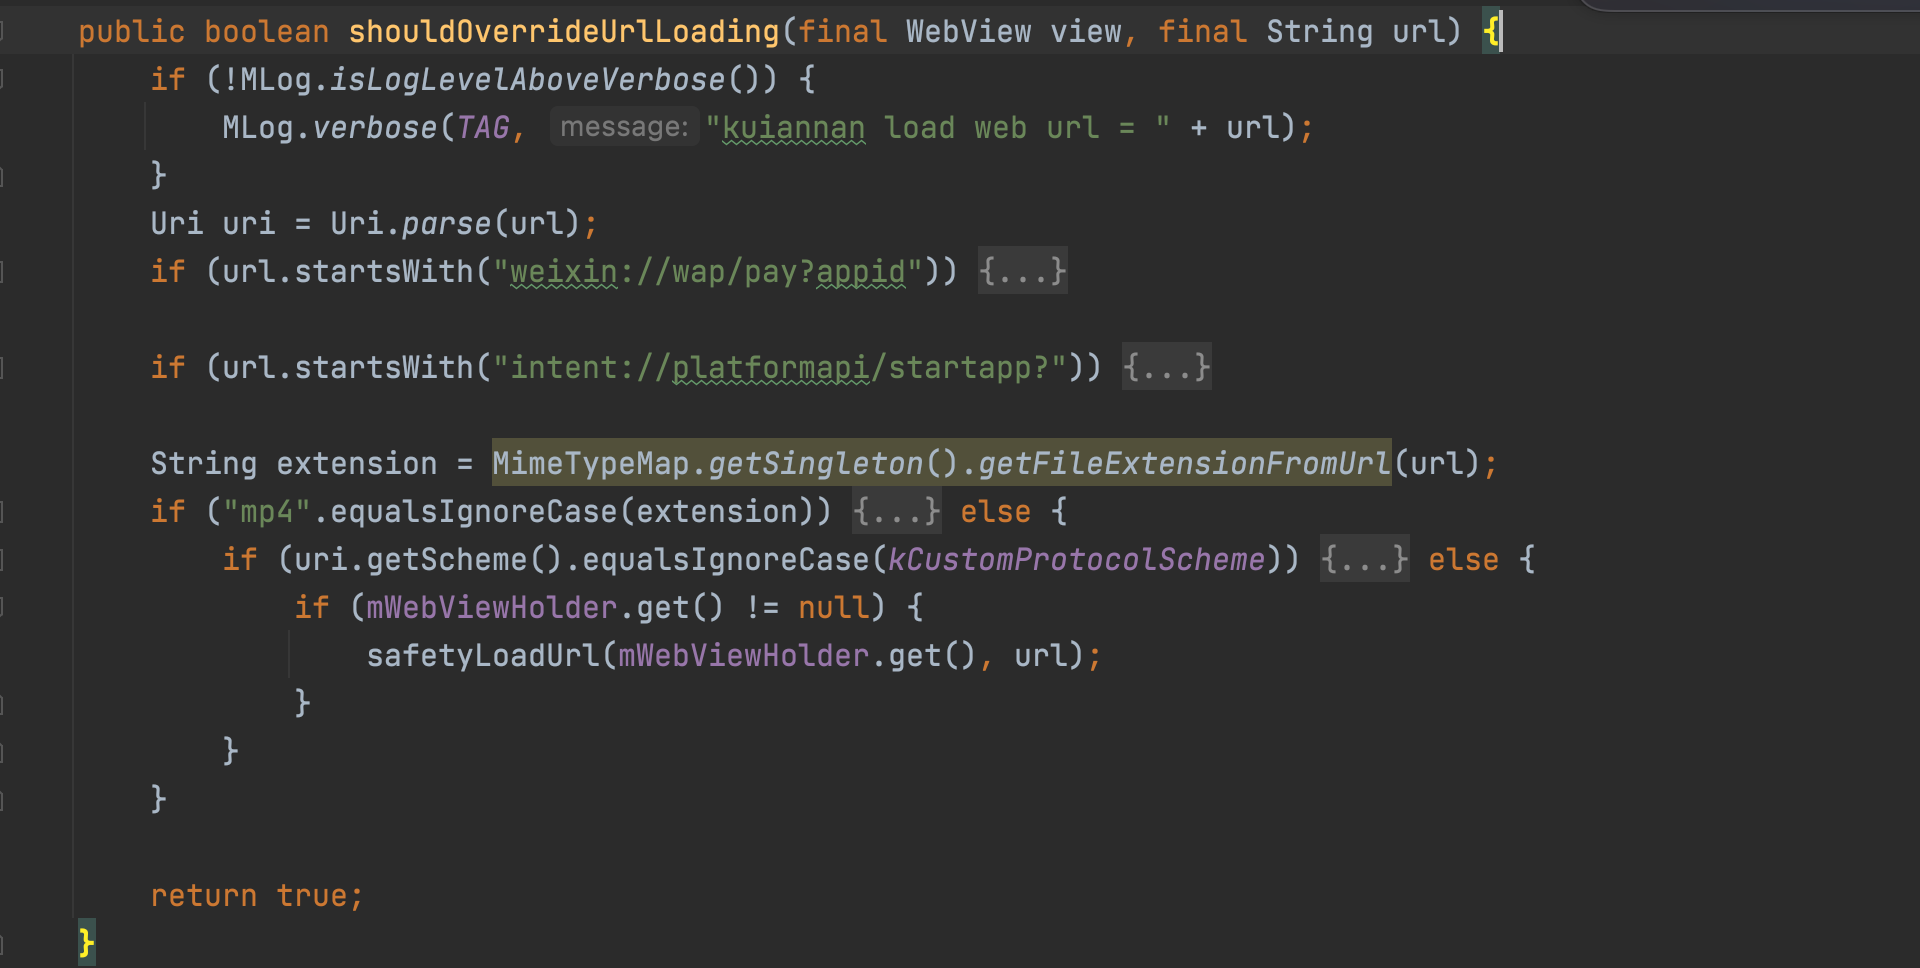 public boolean shouldOverrideUrlLoading(final WebView view, final String url) {
if (!MLog.isLogLevelAboveVerbose()) {
MLog.verbose(TAG, message: "kuiannan load web url = " + url);
}
Uri uri = Uri.parse(url);
if (url.startsWith("weixin://wap/pay?appid")) {...}
if (url.startsWith("intent://platformapi/startapp?")) {...}
String extension = MimeTypeMap.getSingleton().getFileExtensionFromUrl(url);
if ("mp4".equalsIgnoreCase(extension)) {...} else {
if (uri.getScheme().equalsIgnoreCase(kCustomProtocolScheme)) {...} else {
if (mWebViewHolder.get() != null) {
safetyLoadUrl(mWebViewHolder.get(), url);
}
}
}
return true;
}